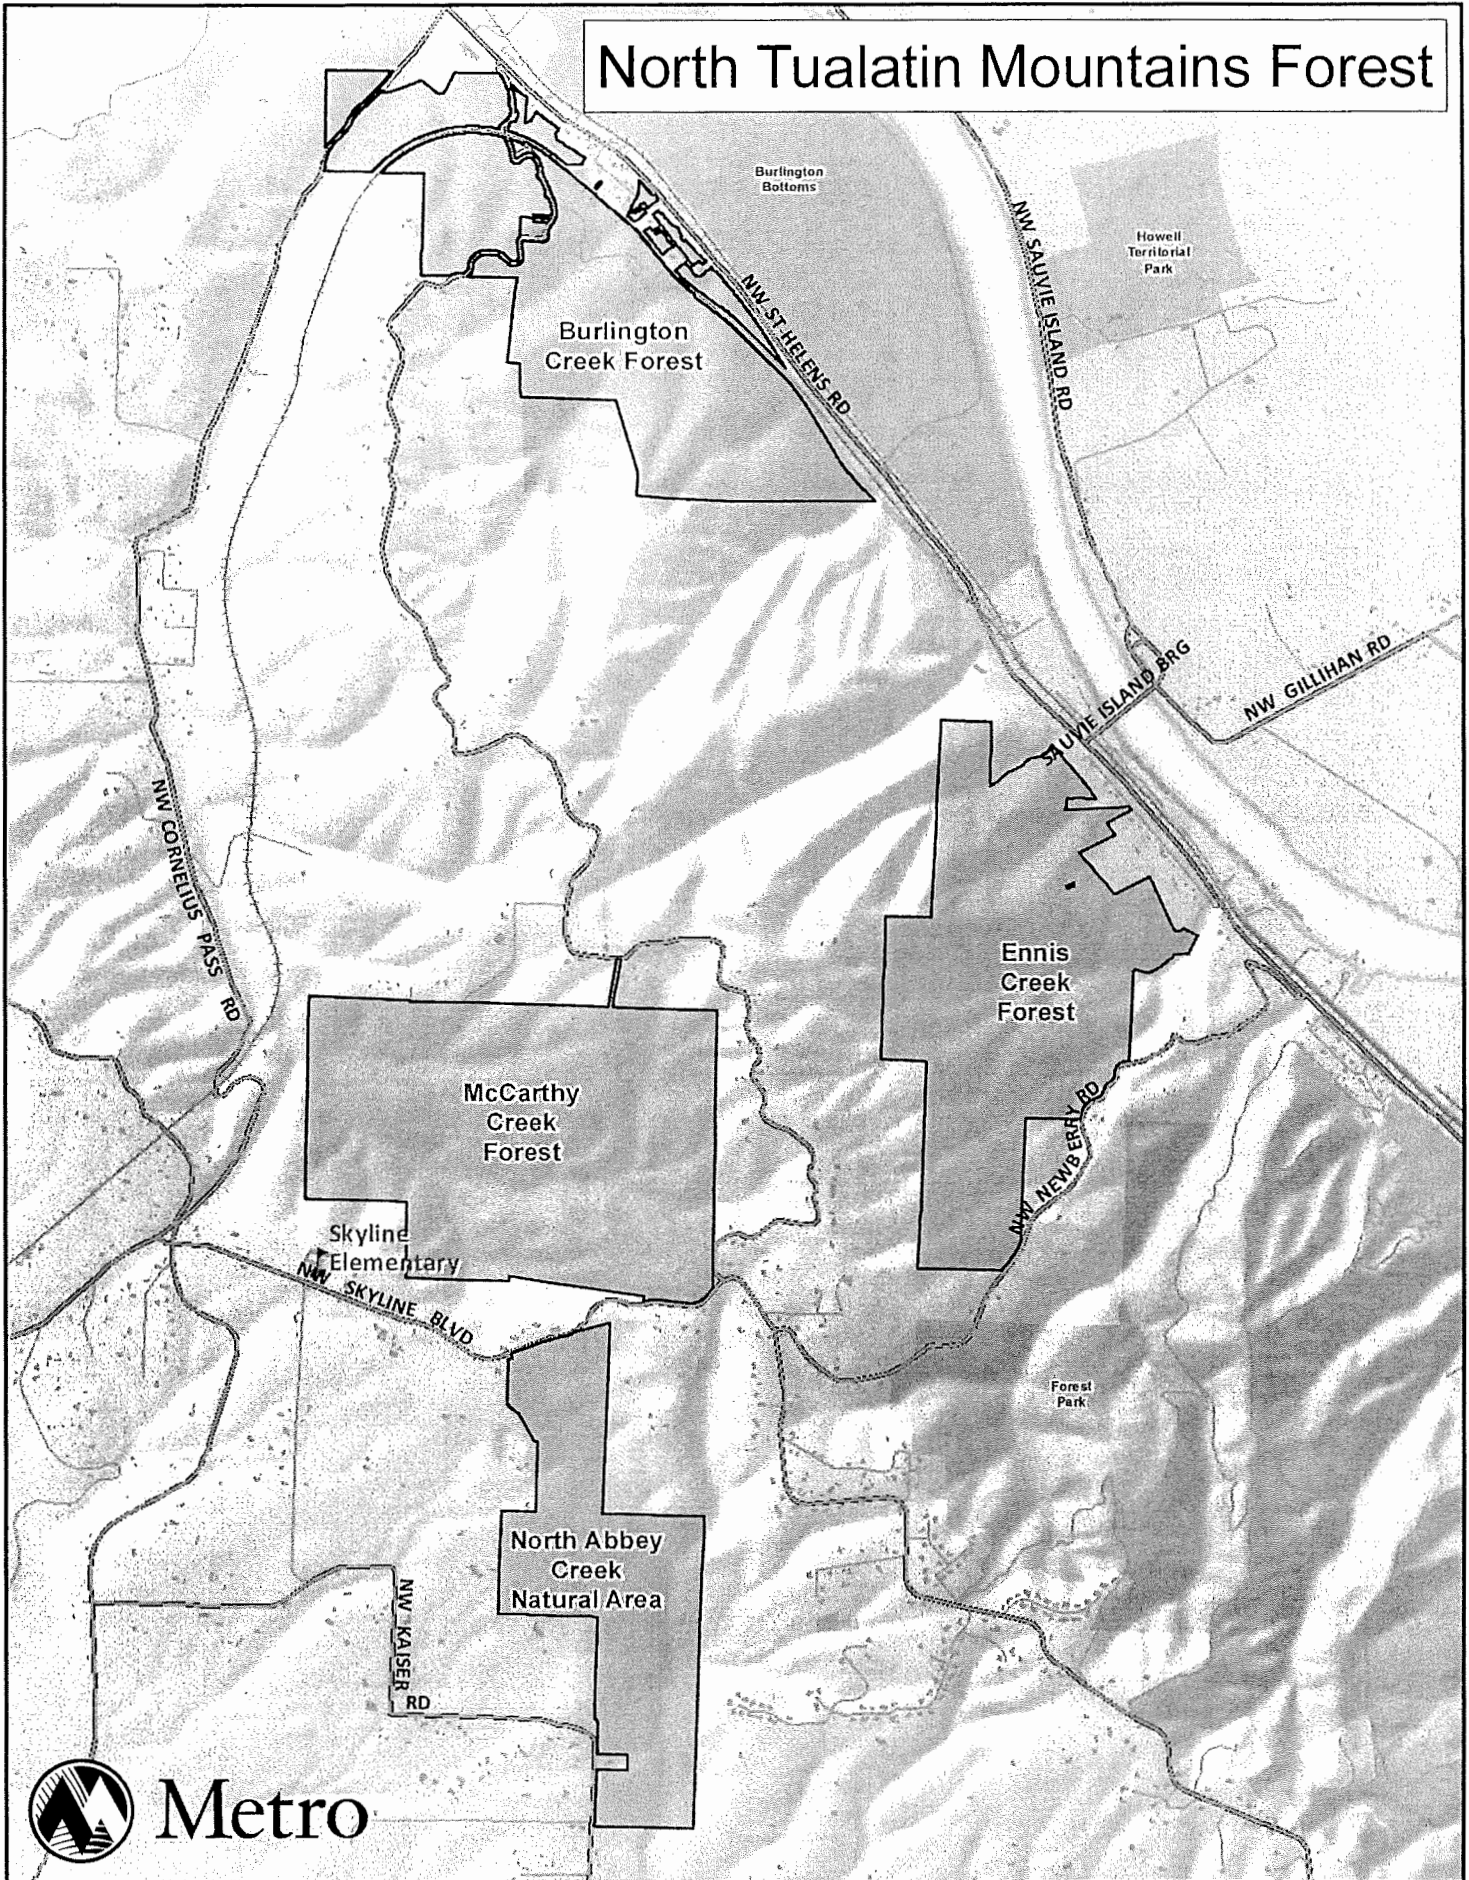 North Tualatin Mountains Forest
Burlington
Bottoms
Howell
Territorial
Park
NW SAUVIE ISLAND RD
NW ST HELENS RD
Burlington
Creek Forest
SAUVIE ISLAND BRG
NW GILLIHAN RD
NW CORNELIUS PASS RD
Ennis
Creek
Forest
McCarthy
Creek
Forest
NW NEWBERRY RD
Skyline
Elementary
NW SKYLINE BLVD
Forest
Park
North Abbey
Creek
Natural Area
NW KAISER
RD
Metro